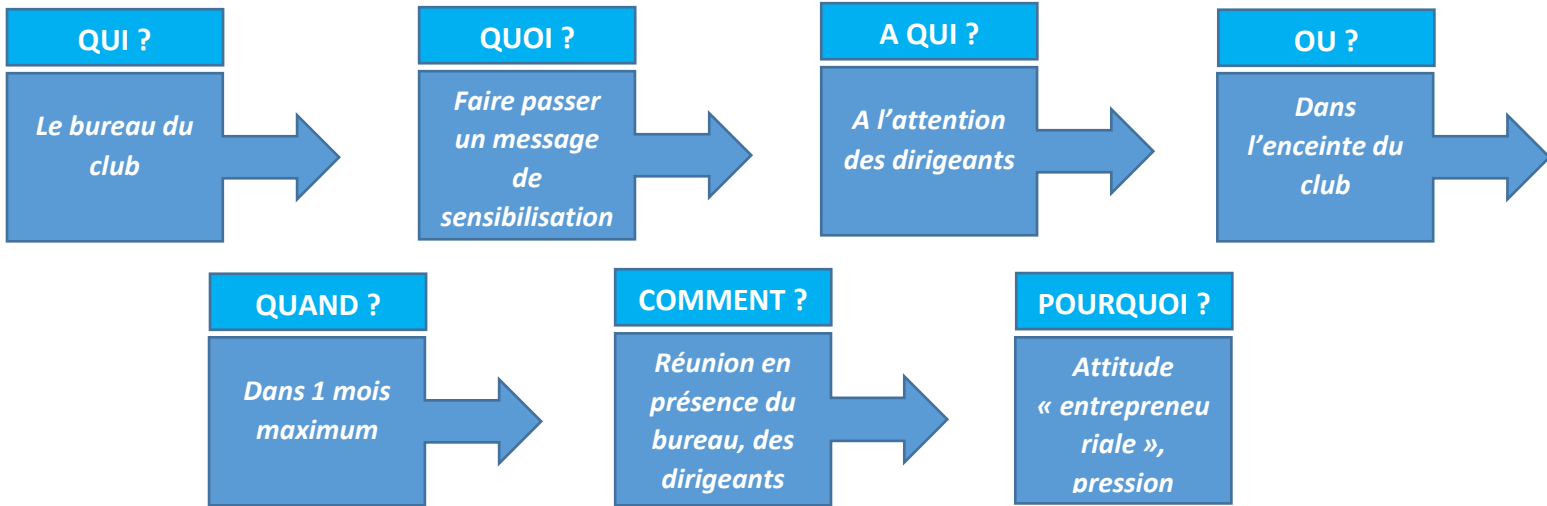 QUI ?
Le bureau du
club
QUOI ?
Faire passer
un message
de
sensibilisation
A QUI ?
A l’attention
des dirigeants
OU ?
Dans
l’enceinte du
club
QUAND ?
Dans 1 mois
maximum
COMMENT ?
Réunion en
présence du
bureau, des
dirigeants
POURQUOI ?
Attitude
« entrepreneu
riale »,
pression